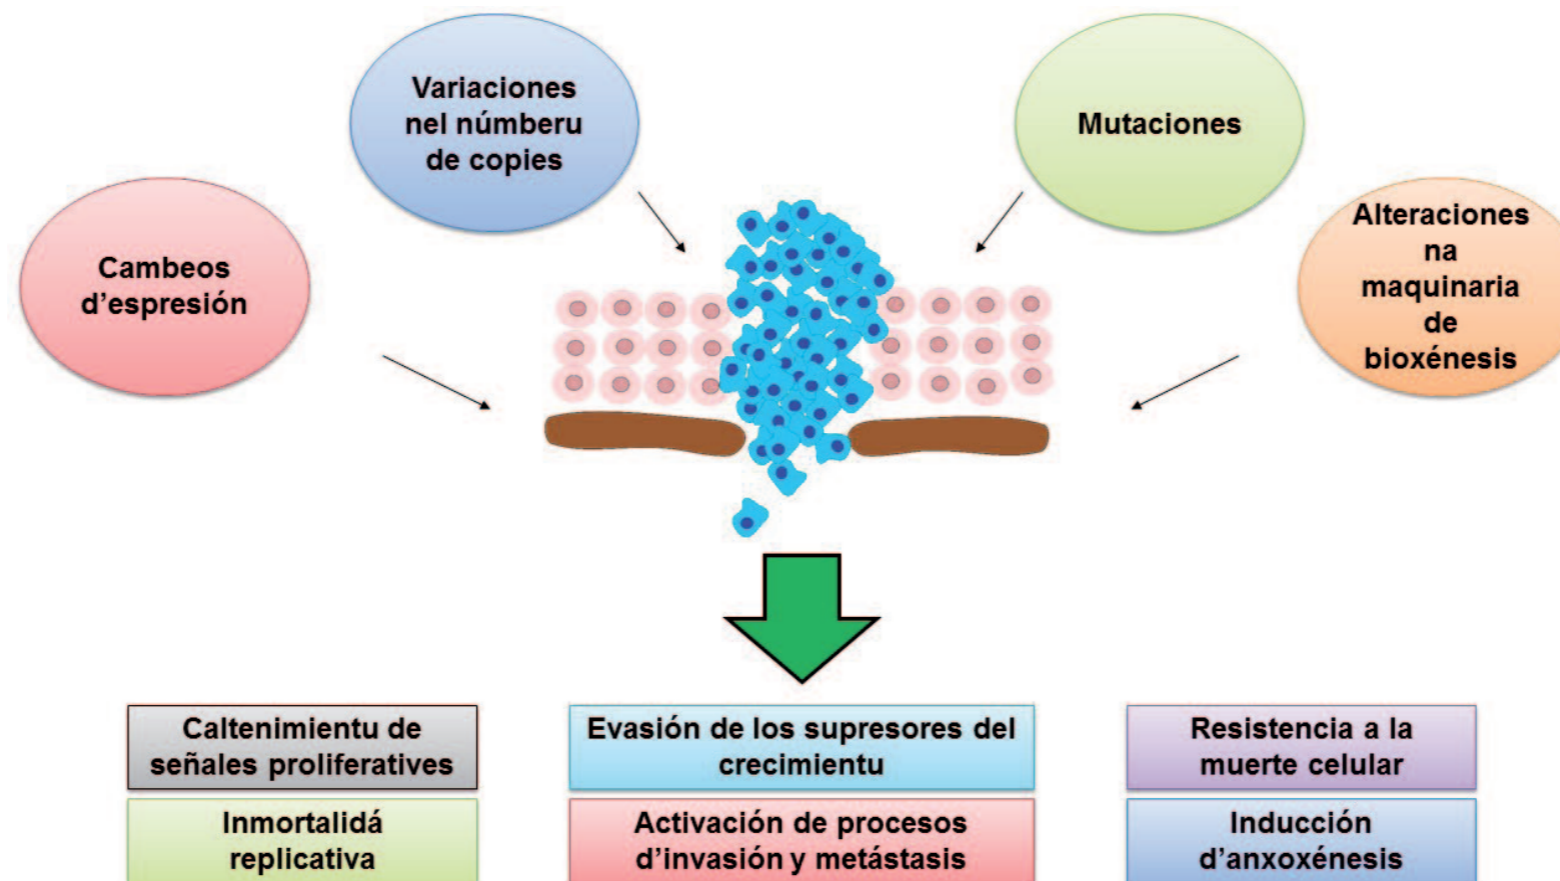 Variaciones
nel númberu
de copies
Mutaciones
Cambeos
d’espresión
Alteraciones
na
maquinaria
de
bioxénesis
Caltenimientu de
señales proliferatives
Evasión de los supresores del
crecimientu
Resistencia a la
muerte celular
Inmortalidá
replicativa
Activación de procesos
d’invasión y metástasis
Inducción
d’anxoxénesis